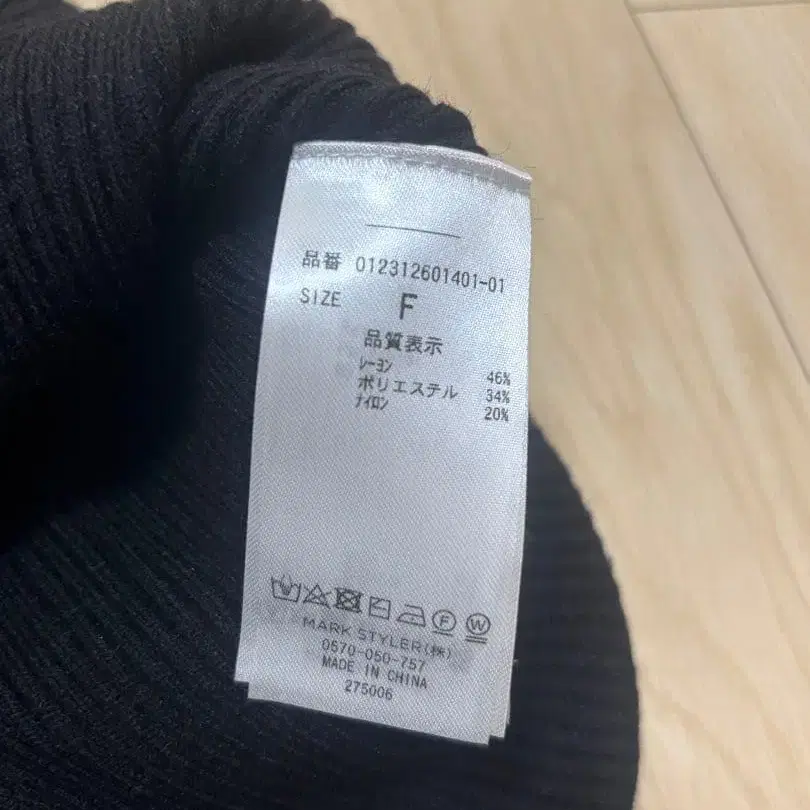 品番 012312601401-01
SIZE F
品質表示
レーヨン 46%
ポリエステル 34%
ナイロン 20%
F W
MARK STYLER(株)
0570-050-757
MADE IN CHINA
275006